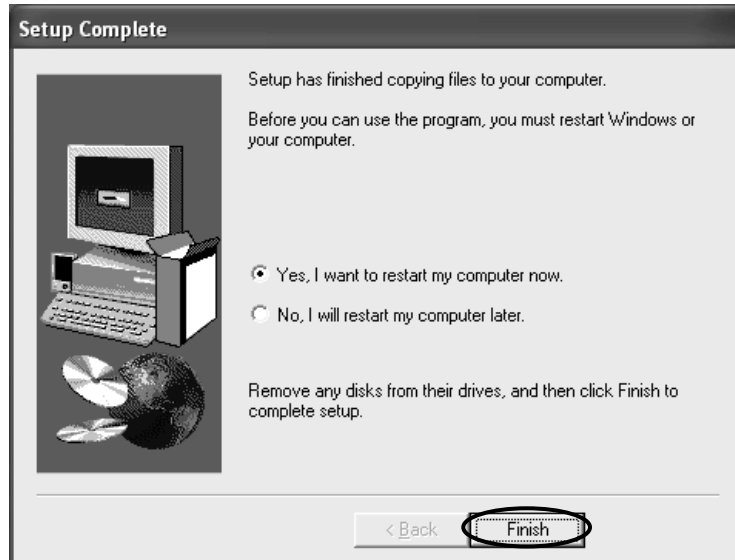 Setup Complete
Setup has finished copying files to your computer.
Before you can use the program, you must restart Windows or
your computer.
Yes, I want to restart my computer now.
No, I will restart my computer later.
Remove any disks from their drives, and then click Finish to
complete setup.
< Back
Finish